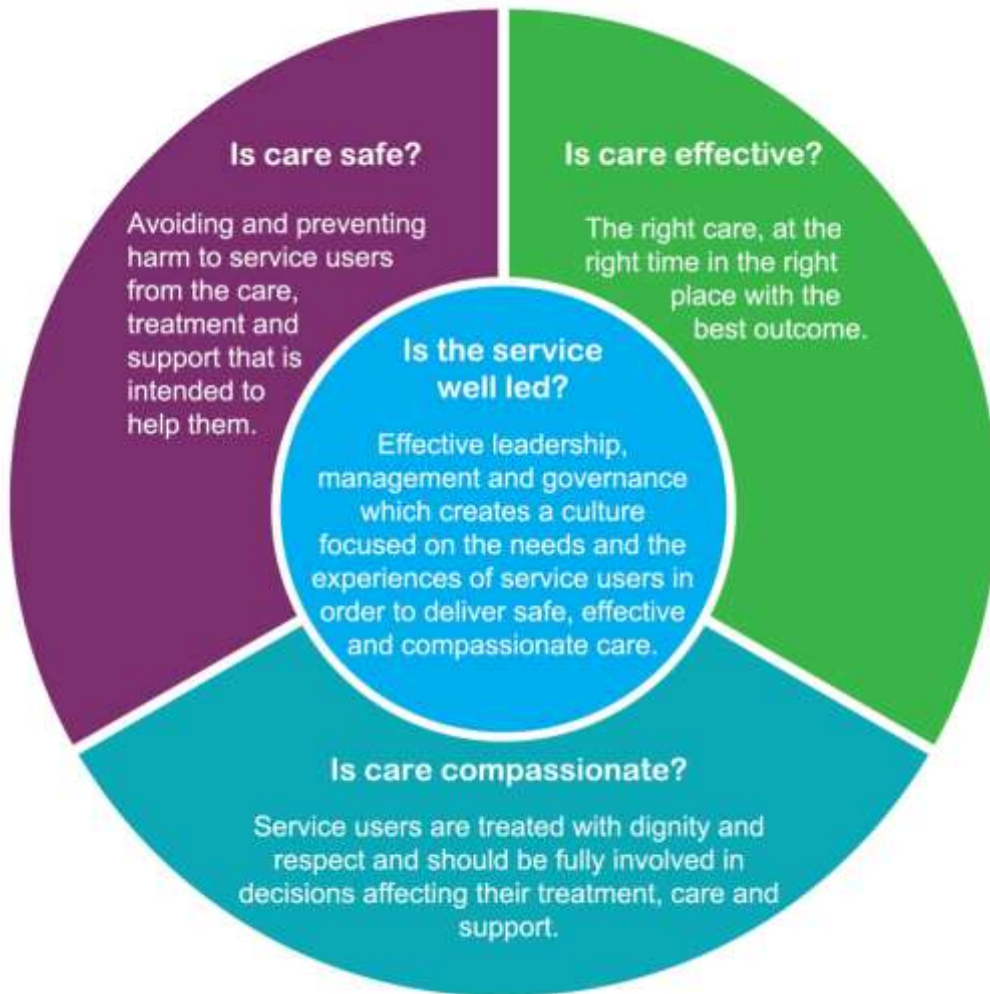 Is care safe?
Avoiding and preventing
harm to service users
from the care,
treatment and
support that is
intended to
help them.
Is care effective?
The right care, at the
right time in the right
place with the
best outcome.
Is the service
well led?
Effective leadership,
management and governance
which creates a culture
focused on the needs and the
experiences of service users in
order to deliver safe, effective
and compassionate care.
Is care compassionate?
Service users are treated with dignity and
respect and should be fully involved in
decisions affecting their treatment, care and
support.